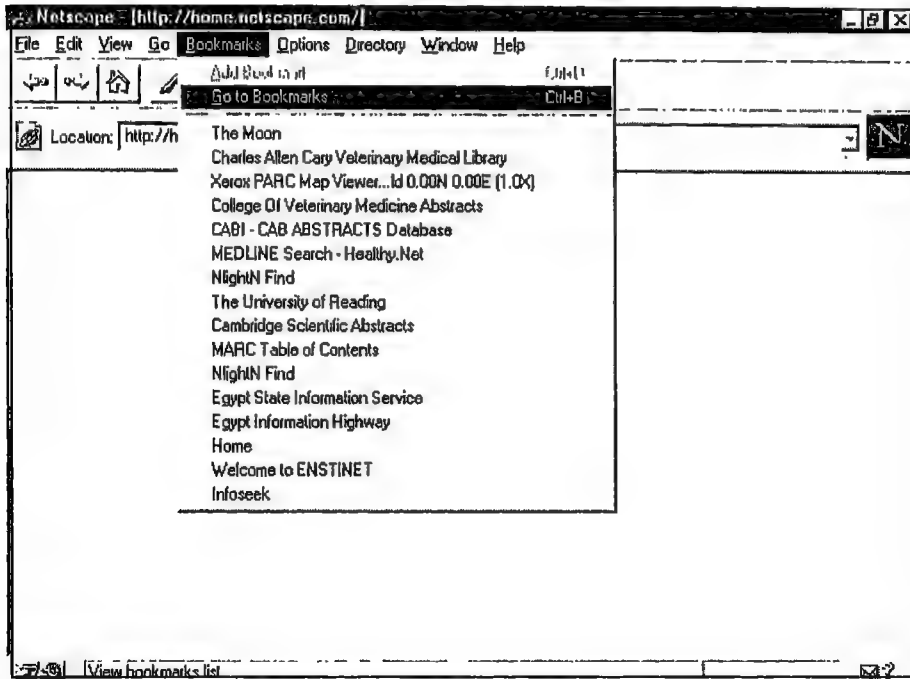 Netscape - [http://home.netscape.com/]
File Edit View Go Bookmarks Options Directory Window Help
Add Bookmark Ctrl+D
Go to Bookmarks Ctrl+B
Location: http://h
N
The Moon
Charles Allen Cary Veterinary Medical Library
Xerox PARC Map Viewer...ld 0.00N 0.00E (1.0X)
College Of Veterinary Medicine Abstracts
CABI - CAB ABSTRACTS Database
MEDLINE Search - Healthy.Net
NlightN Find
The University of Reading
Cambridge Scientific Abstracts
MARC Table of Contents
NlightN Find
Egypt State Information Service
Egypt Information Highway
Home
Welcome to ENSTINET
Infoseek
View bookmarks list
?